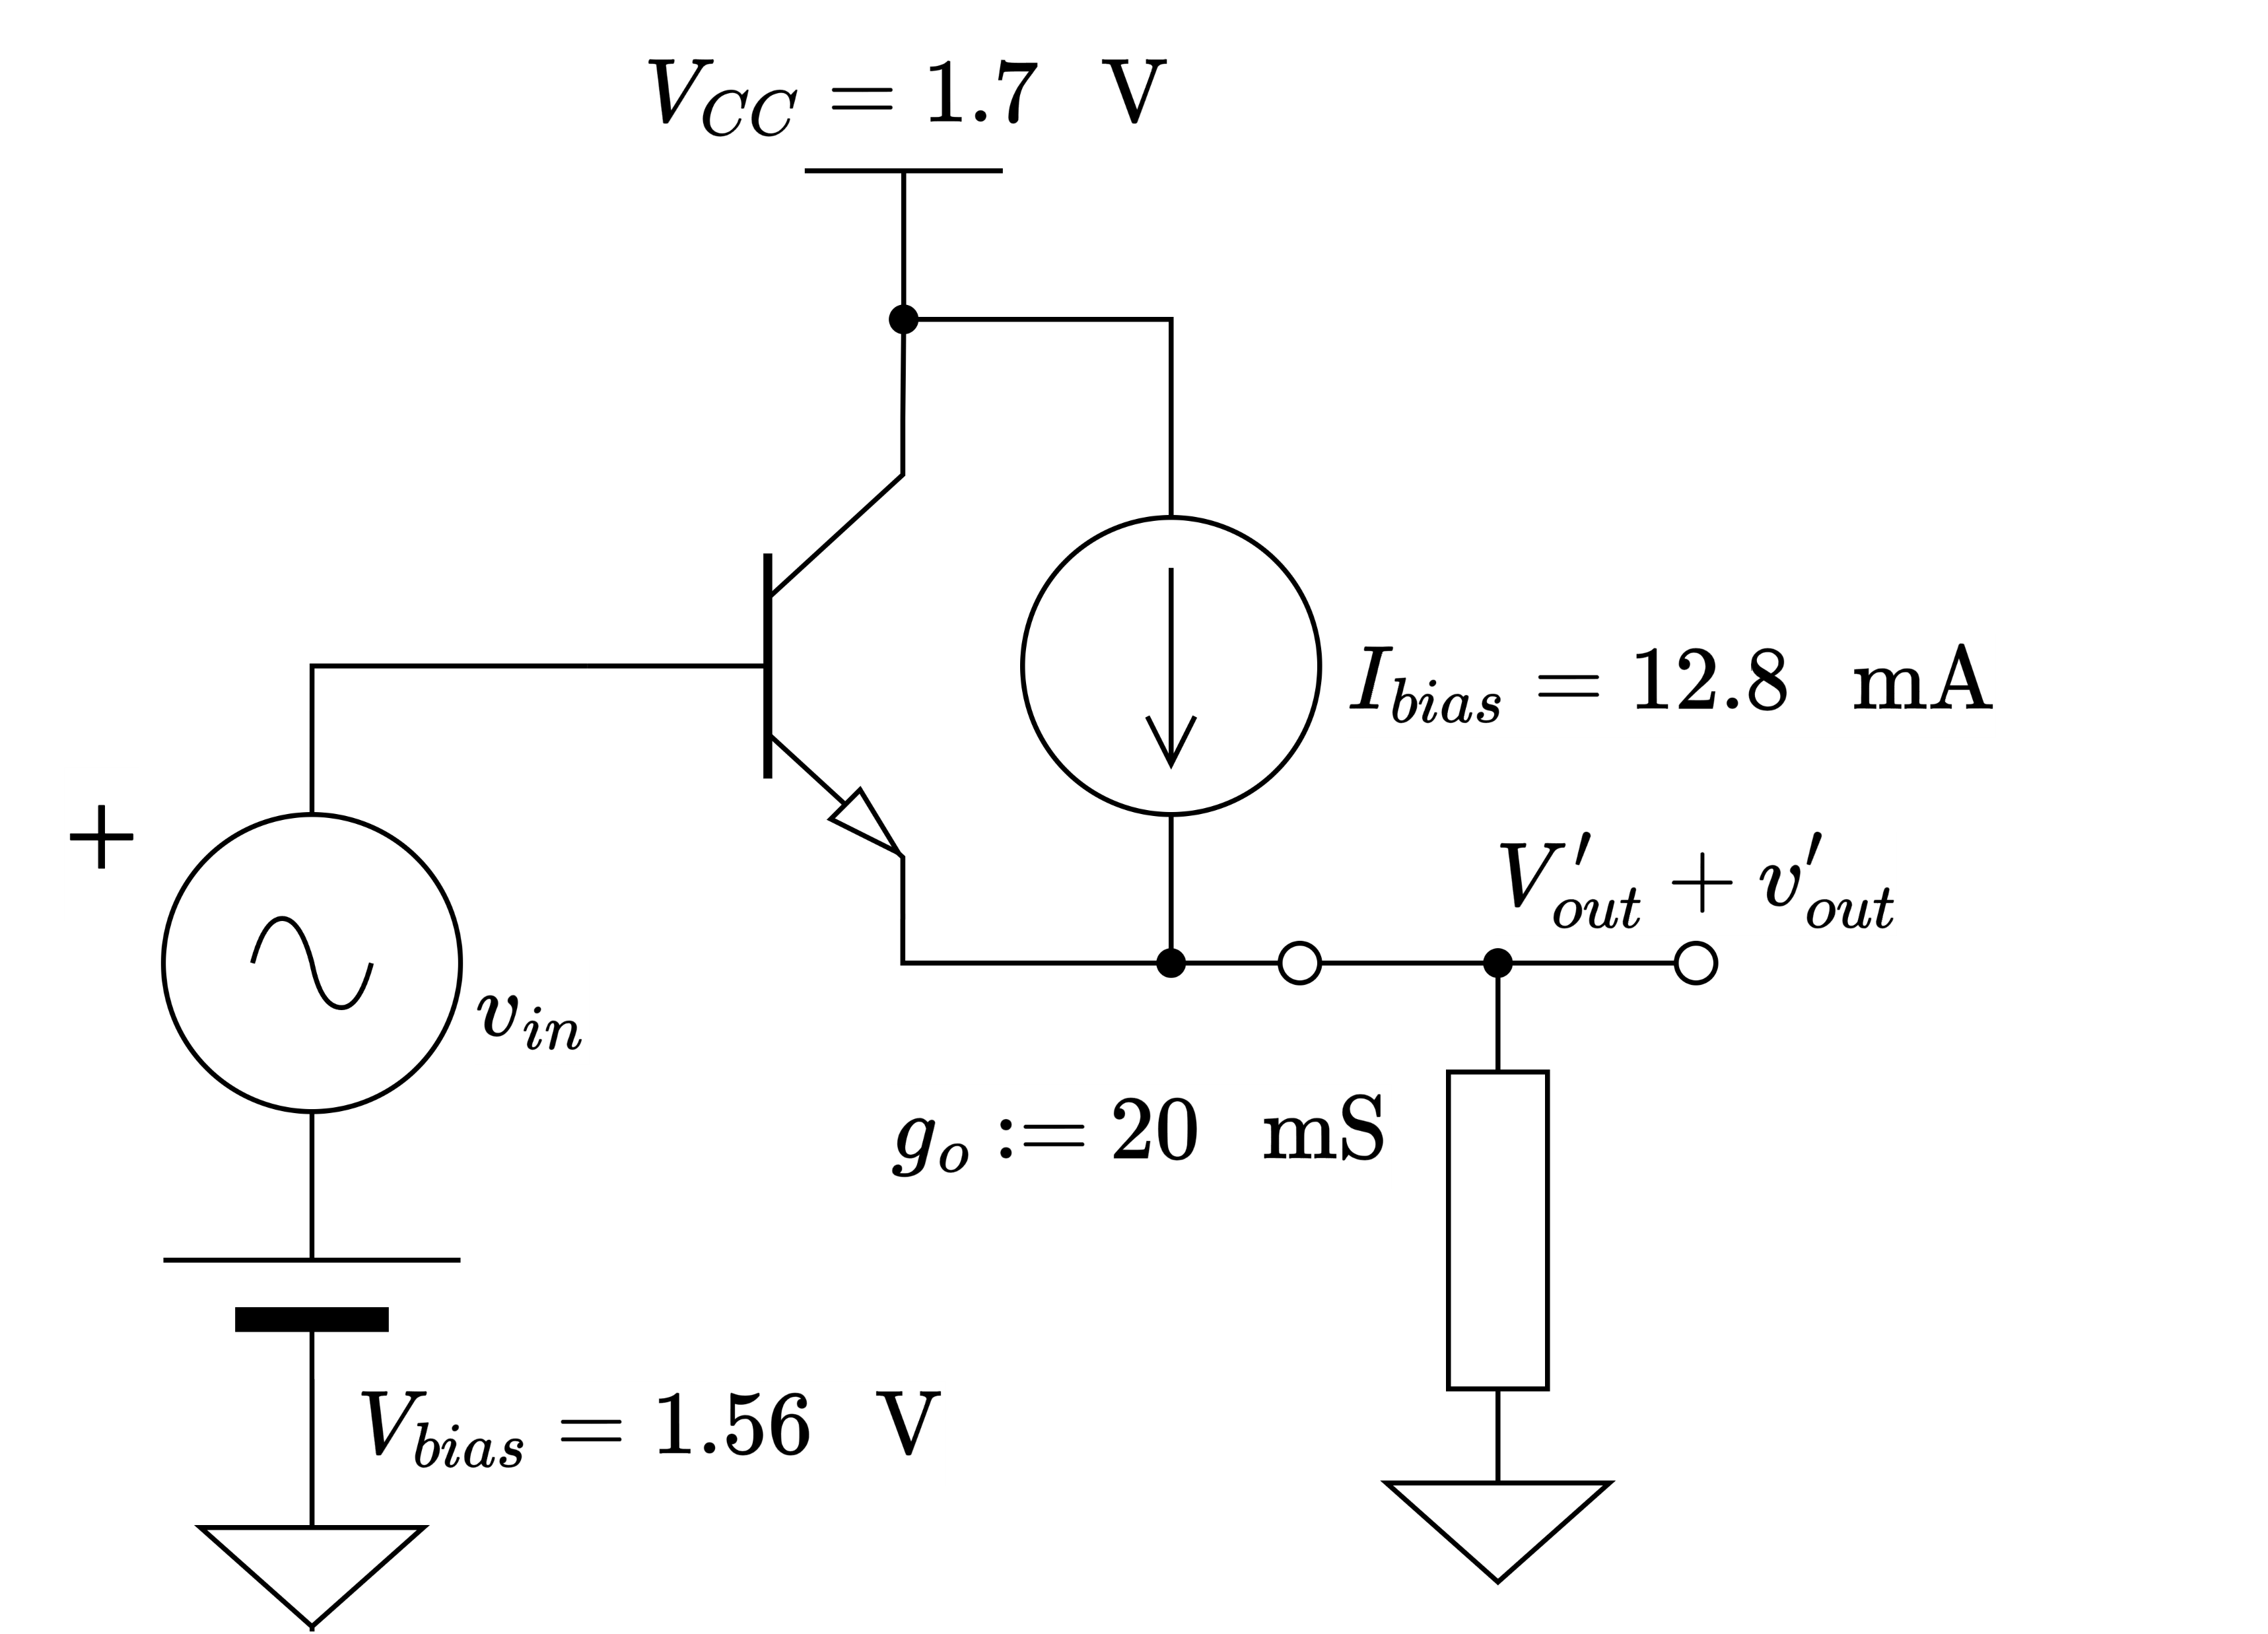 V_{CC} = 1.7 V
I_{bias} = 12.8 mA
+
V'_{out} + v'_{out}
v_{in}
g_o := 20 mS
V_{bias} = 1.56 V